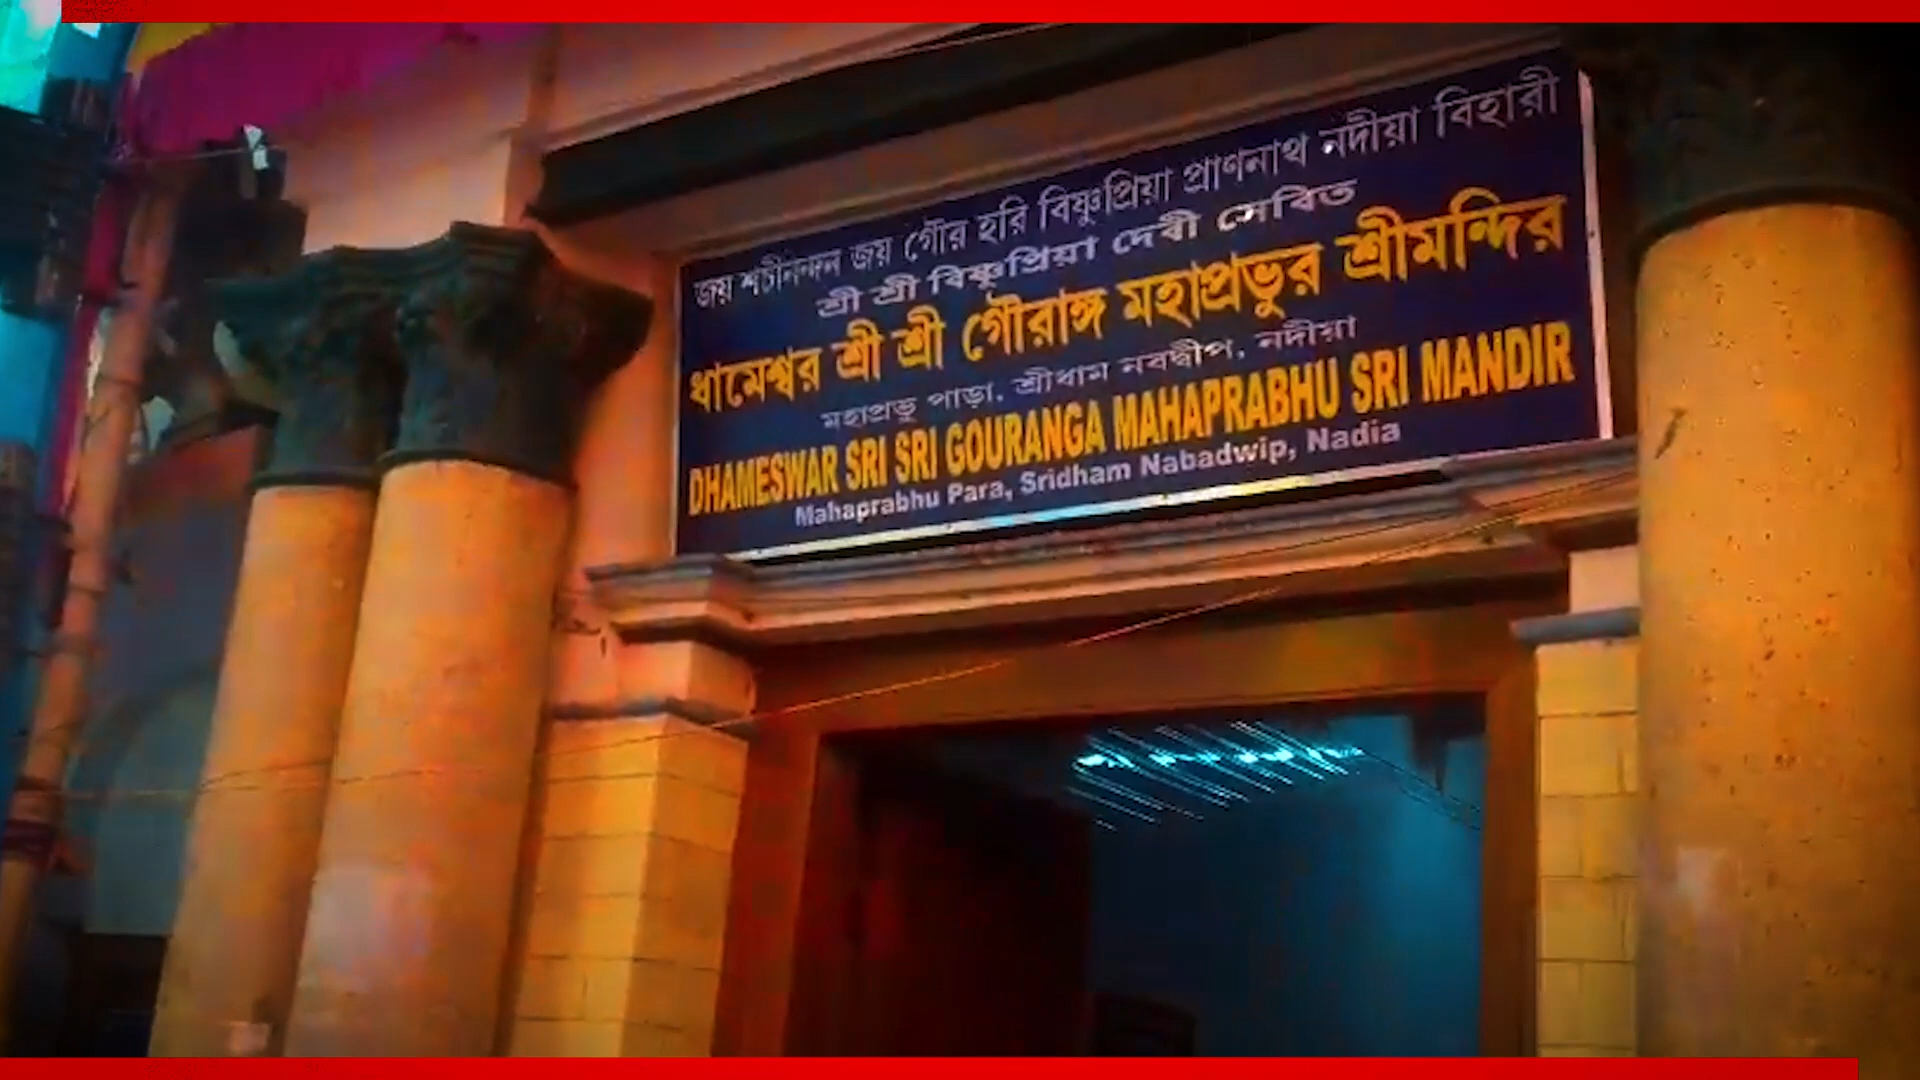 জয় শচীনন্দন জয় গৌর হরি বিষ্ণুপ্রিয়া প্রাণনাথ নদীয়া বিহারী
শ্রী শ্রী বিষ্ণুপ্রিয়া দেবী সেবিত
ধামেশ্বর শ্রী শ্রী গৌরাঙ্গ মহাপ্রভুর শ্রীমন্দির
মহাপ্রভু পাড়া, শ্রীধাম নবদ্বীপ, নদীয়া
DHAMESWAR SRI SRI GOURANGA MAHAPRABHU SRI MANDIR
Mahaprabhu Para, Sridham Nabadwip, Nadia